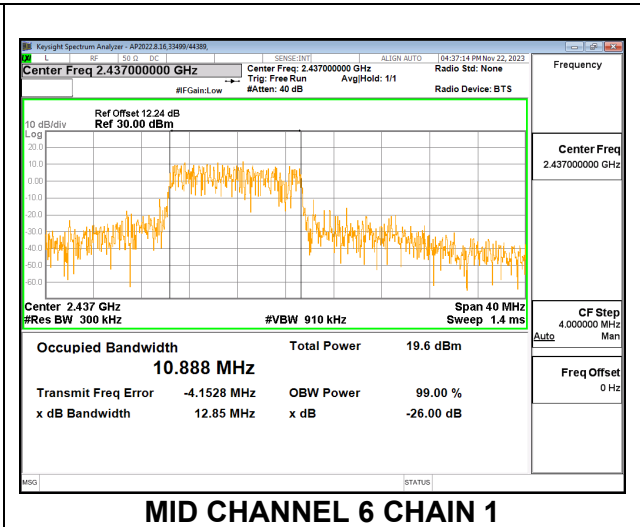 Keysight Spectrum Analyzer - AP2022.8.16,33499/44389,
L RF 50 Ω DC SENSE:INT ALIGN AUTO 04:37:14 PM Nov 22, 2023
Center Freq 2.437000000 GHz
Center Freq: 2.437000000 GHz Radio Std: None
Trig: Free Run Avg|Hold: 1/1
#IFGain:Low #Atten: 40 dB Radio Device: BTS
Frequency
Ref Offset 12.24 dB
10 dB/div Ref 30.00 dBm
Log
20.0
10.0
0.00
-10.0
-20.0
-30.0
-40.0
-50.0
-60.0
Center 2.437 GHz Span 40 MHz
#Res BW 300 kHz #VBW 910 kHz Sweep 1.4 ms
Center Freq
2.437000000 GHz
CF Step
4.000000 MHz
Auto Man
Freq Offset
0 Hz
Occupied Bandwidth Total Power 19.6 dBm
10.888 MHz
Transmit Freq Error -4.1528 MHz OBW Power 99.00 %
x dB Bandwidth 12.85 MHz x dB -26.00 dB
MSG STATUS
MID CHANNEL 6 CHAIN 1